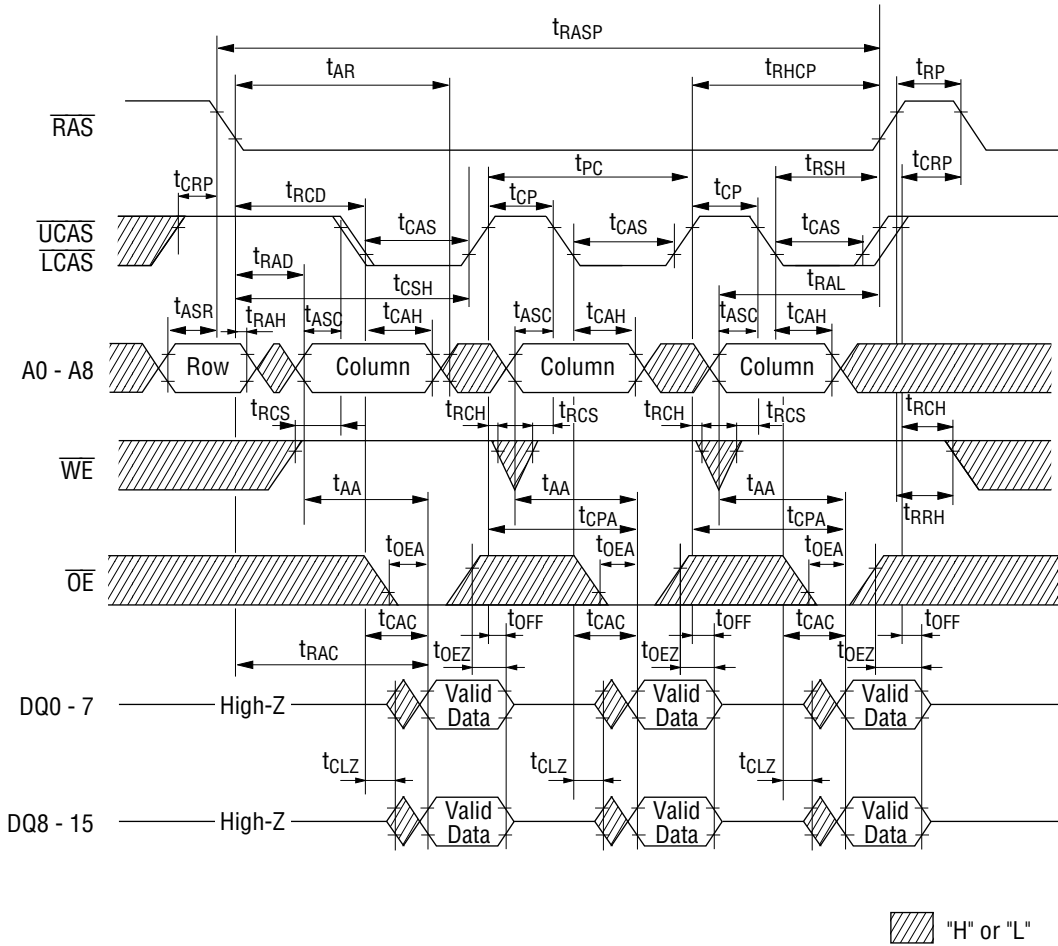 tRASP
tAR tRHCP tRP
RAS
tCRP tRCD tCP tPC tCP tRSH tCRP
UCAS
LCAS
tCAS tCAS tCAS
tRAD tCSH tRAL
tASR tRAH tASC tCAH tASC tCAH tASC tCAH
A0 - A8 Row Column Column Column
tRCS tRCH tRCS tRCH tRCS tRCH
WE
tAA tAA tAA
tCPA tCPA tRRH
OE tOEA tOEA tOEA
tCAC tOFF tCAC tOFF tCAC tOFF
tRAC tOEZ tOEZ tOEZ
DQ0 - 7 High-Z Valid Data Valid Data Valid Data
tCLZ tCLZ tCLZ
DQ8 - 15 High-Z Valid Data Valid Data Valid Data
"H" or "L"